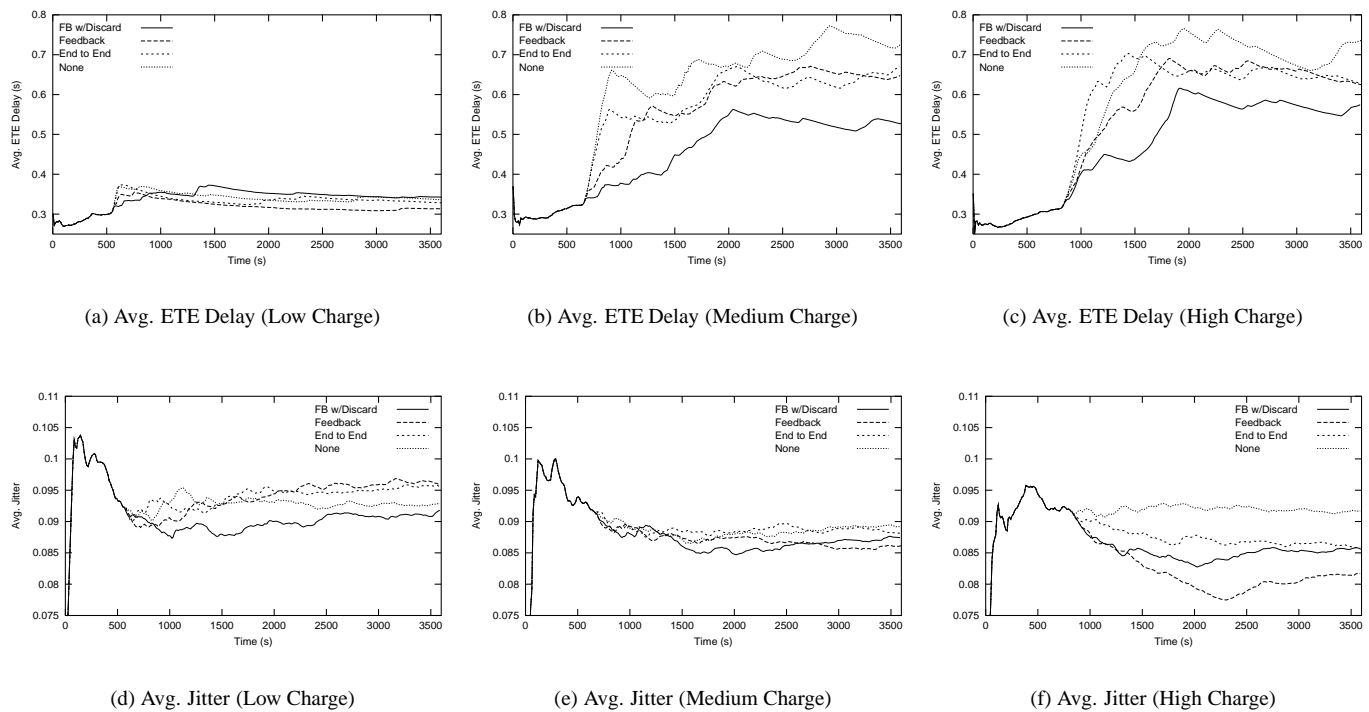 FB w/Discard
Feedback
End to End
None
0.8
0.7
0.6
0.5
0.4
0.3
Avg. ETE Delay (s)
0 500 1000 1500 2000 2500 3000 3500
Time (s)
(a) Avg. ETE Delay (Low Charge)
FB w/Discard
Feedback
End to End
None
0.8
0.7
0.6
0.5
0.4
0.3
Avg. ETE Delay (s)
0 500 1000 1500 2000 2500 3000 3500
Time (s)
(b) Avg. ETE Delay (Medium Charge)
FB w/Discard
Feedback
End to End
None
0.8
0.7
0.6
0.5
0.4
0.3
Avg. ETE Delay (s)
0 500 1000 1500 2000 2500 3000 3500
Time (s)
(c) Avg. ETE Delay (High Charge)
FB w/Discard
Feedback
End to End
None
0.11
0.105
0.1
0.095
0.09
0.085
0.08
0.075
Avg. Jitter
0 500 1000 1500 2000 2500 3000 3500
Time (s)
(d) Avg. Jitter (Low Charge)
FB w/Discard
Feedback
End to End
None
0.11
0.105
0.1
0.095
0.09
0.085
0.08
0.075
Avg. Jitter
0 500 1000 1500 2000 2500 3000 3500
Time (s)
(e) Avg. Jitter (Medium Charge)
FB w/Discard
Feedback
End to End
None
0.11
0.105
0.1
0.095
0.09
0.085
0.08
0.075
Avg. Jitter
0 500 1000 1500 2000 2500 3000 3500
Time (s)
(f) Avg. Jitter (High Charge)